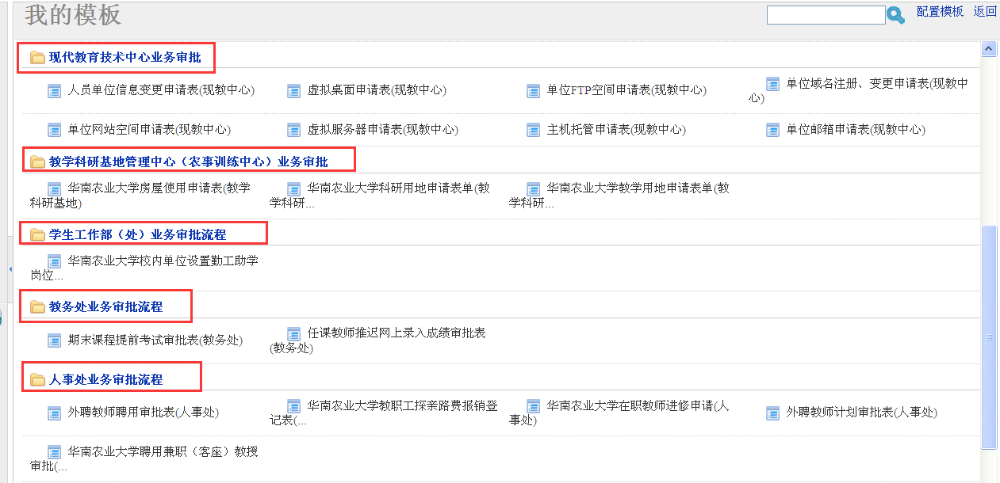 我的模板
配置模板 返回
现代教育技术中心业务审批
人员单位信息变更申请表(现教中心)
虚拟桌面申请表(现教中心)
单位FTP空间申请表(现教中心)
单位域名注册、变更申请表(现教中
心)
单位网站空间申请表(现教中心)
虚拟服务器申请表(现教中心)
主机托管申请表(现教中心)
单位邮箱申请表(现教中心)
教学科研基地管理中心（农事训练中心）业务审批
华南农业大学房屋使用申请表(教学
科研基地)
华南农业大学科研用地申请表单(教
学科研...
华南农业大学教学用地申请表单(教
学科研...
学生工作部（处）业务审批流程
华南农业大学校内单位设置勤工助学
岗位...
教务处业务审批流程
期末课程提前考试审批表(教务处)
任课教师推迟网上录入成绩审批表
(教务处)
人事处业务审批流程
外聘教师聘用审批表(人事处)
华南农业大学教职工探亲路费报销登
记表(...
华南农业大学在职教师进修申请(人
事处)
外聘教师计划审批表(人事处)
华南农业大学聘用兼职（客座）教授
审批(...